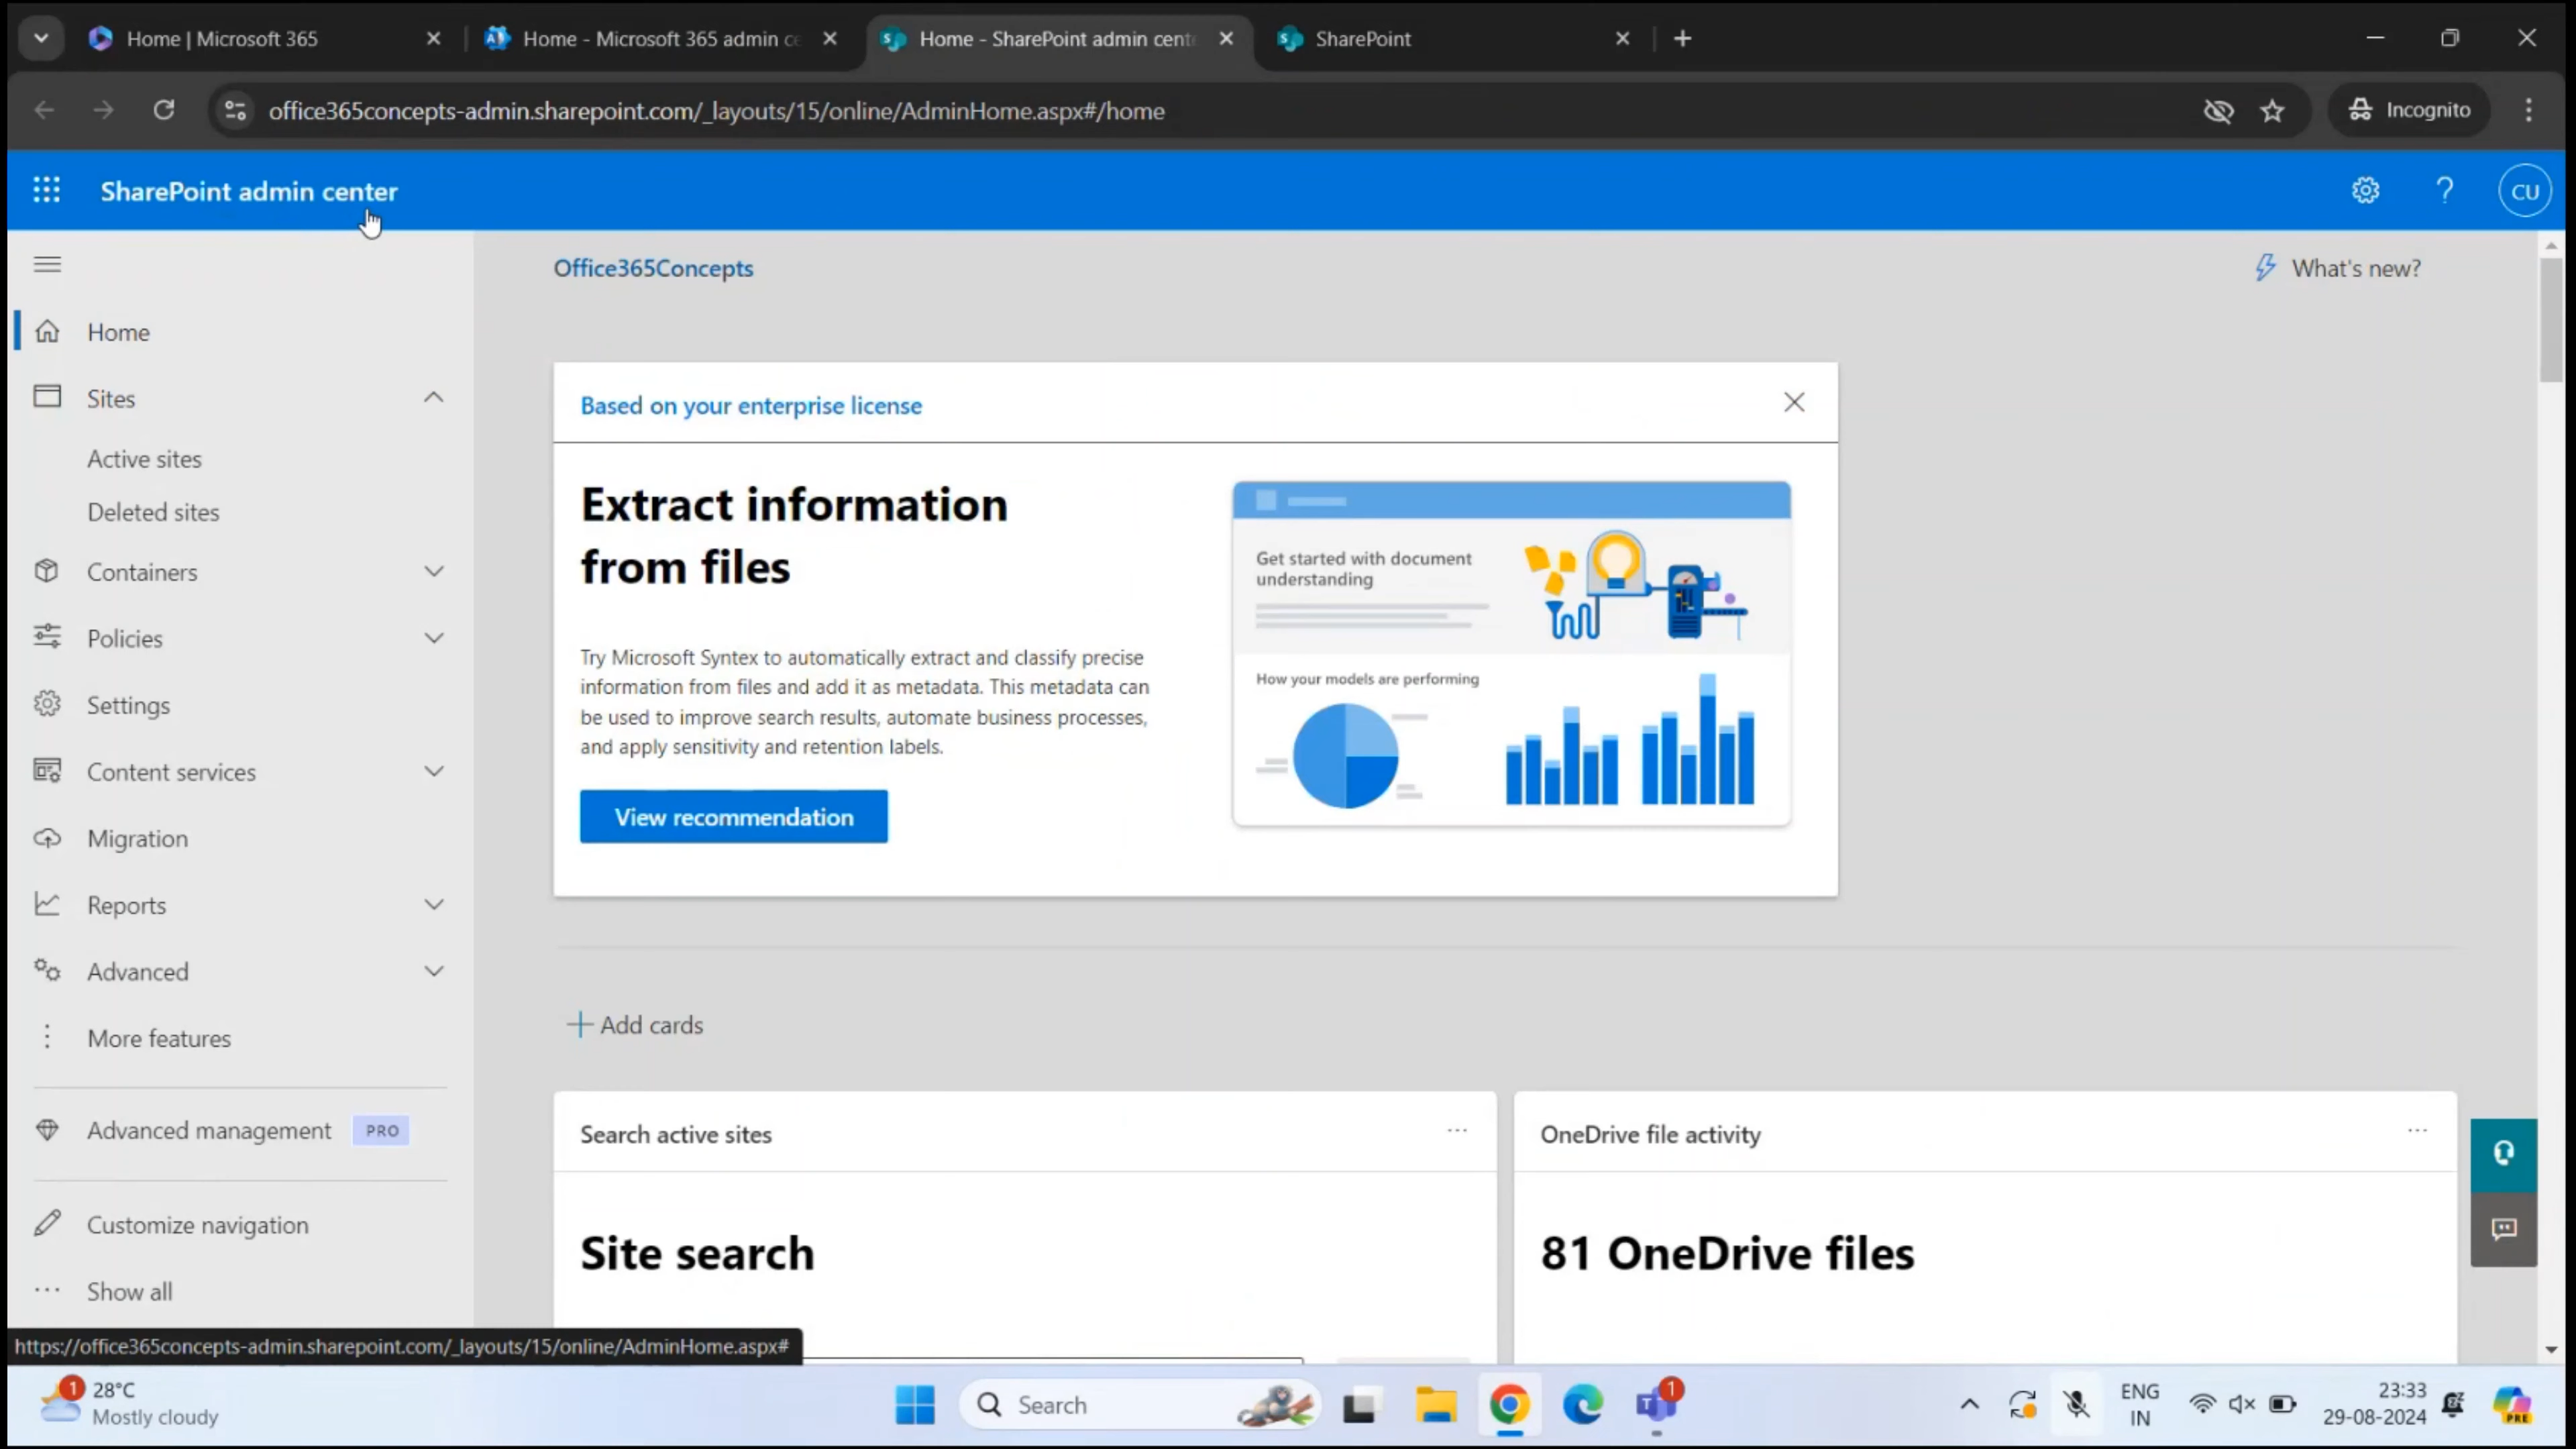 Home | Microsoft 365
Home - Microsoft 365 admin ce
Home - SharePoint admin cent
SharePoint
office365concepts-admin.sharepoint.com/_layouts/15/online/AdminHome.aspx#/home
Incognito
SharePoint admin center
CU
Office365Concepts
What's new?
Home
Sites
Active sites
Deleted sites
Containers
Policies
Settings
Content services
Migration
Reports
Advanced
More features
Advanced management PRO
Customize navigation
Show all
Based on your enterprise license
Extract information
from files
Try Microsoft Syntex to automatically extract and classify precise
information from files and add it as metadata. This metadata can
be used to improve search results, automate business processes,
and apply sensitivity and retention labels.
View recommendation
Get started with document
understanding
How your models are performing
Add cards
Search active sites
Site search
OneDrive file activity
81 OneDrive files
https://office365concepts-admin.sharepoint.com/_layouts/15/online/AdminHome.aspx#
1
28°C
Mostly cloudy
Search
1
ENG
IN
23:33
29-08-2024
PRE